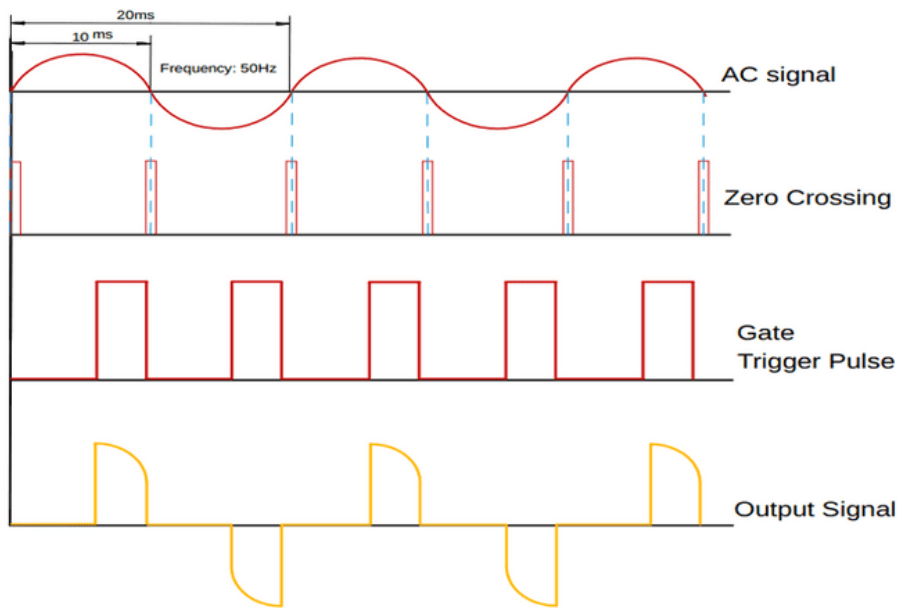 20ms
10 ms
Frequency: 50Hz
AC signal
Zero Crossing
Gate
Trigger Pulse
Output Signal